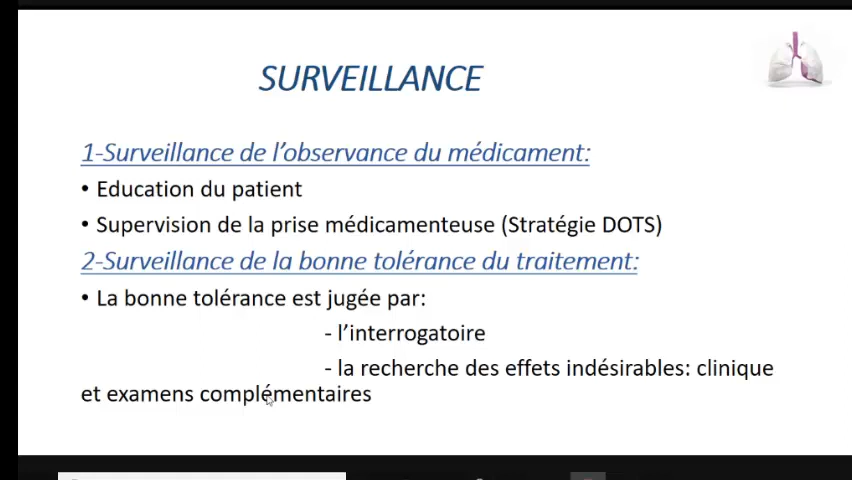 SURVEILLANCE
1-Surveillance de l’observance du médicament:
• Education du patient
• Supervision de la prise médicamenteuse (Stratégie DOTS)
2-Surveillance de la bonne tolérance du traitement:
• La bonne tolérance est jugée par:
- l’interrogatoire
- la recherche des effets indésirables: clinique
et examens complémentaires